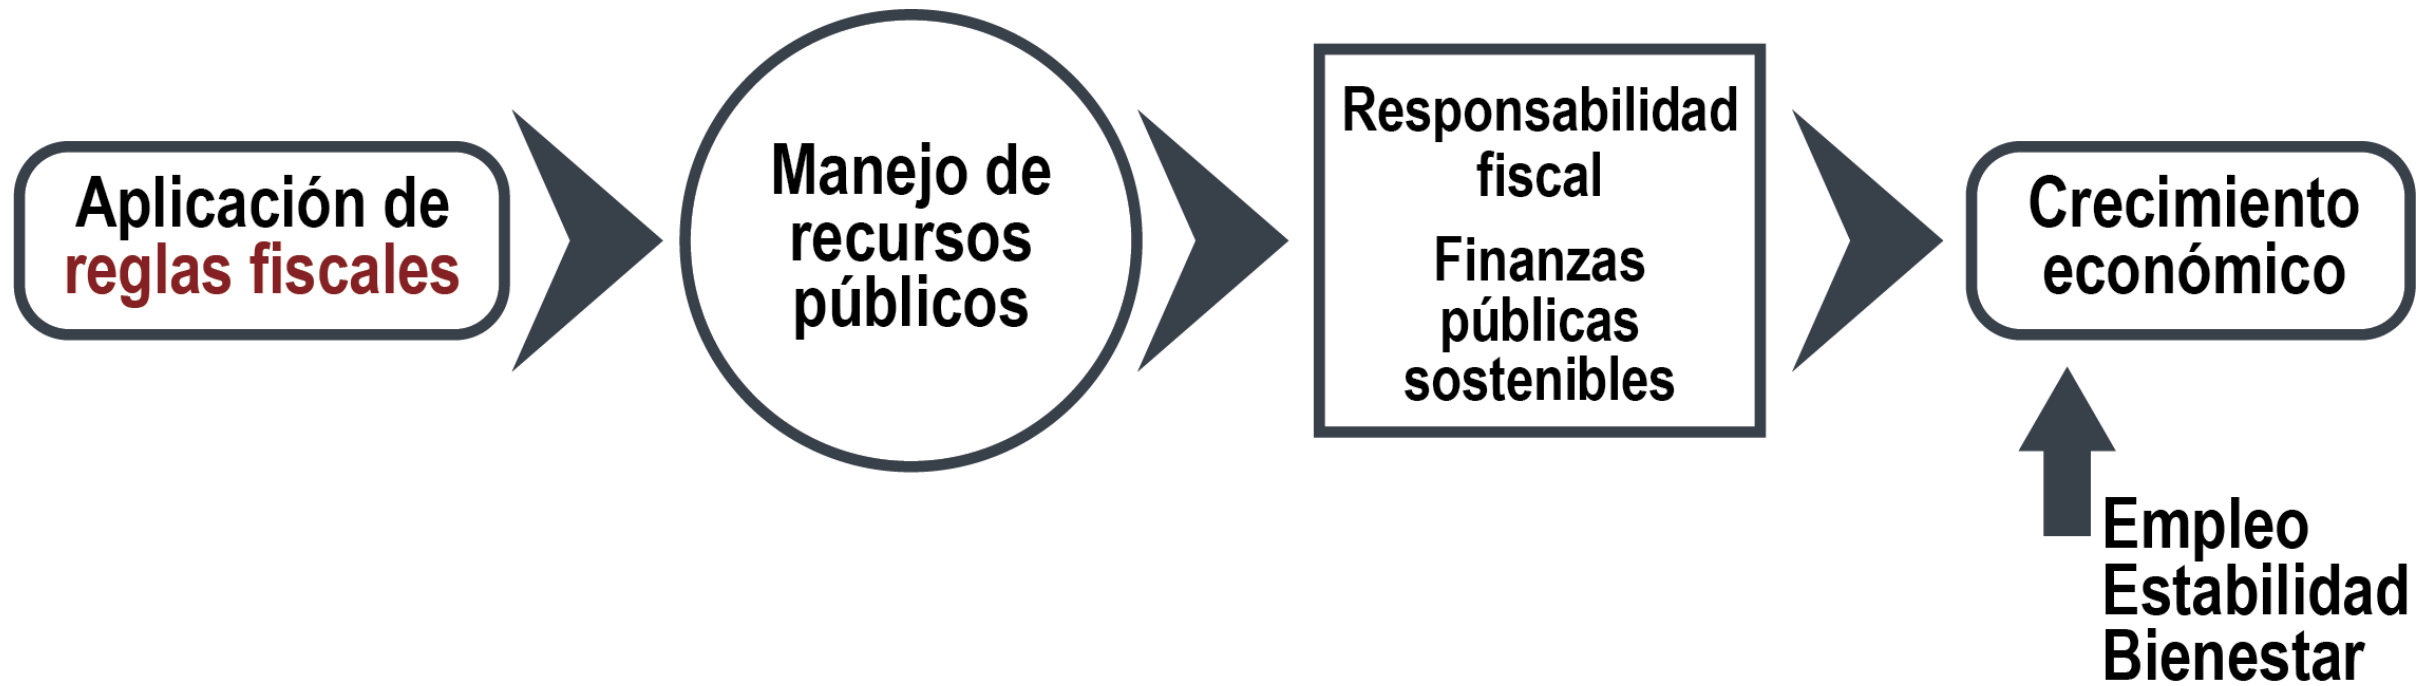 Aplicación de
reglas fiscales
Manejo de
recursos
públicos
Responsabilidad
fiscal
Finanzas
públicas
sostenibles
Crecimiento
económico
Empleo
Estabilidad
Bienestar